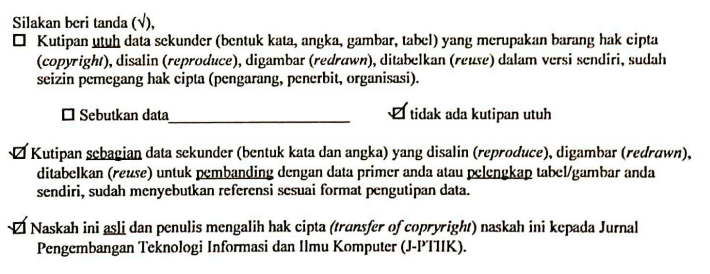 Silakan beri tanda (√),
☐ Kutipan utuh data sekunder (bentuk kata, angka, gambar, tabel) yang merupakan barang hak cipta
(copyright), disalin (reproduce), digambar (redrawn), ditabelkan (reuse) dalam versi sendiri, sudah
seizin pemegang hak cipta (pengarang, penerbit, organisasi).
☐ Sebutkan data____________________ ☑ tidak ada kutipan utuh
☑ Kutipan sebagian data sekunder (bentuk kata dan angka) yang disalin (reproduce), digambar (redrawn),
ditabelkan (reuse) untuk pembanding dengan data primer anda atau pelengkap tabel/gambar anda
sendiri, sudah menyebutkan referensi sesuai format pengutipan data.
☑ Naskah ini asli dan penulis mengalih hak cipta (transfer of copryright) naskah ini kepada Jurnal
Pengembangan Teknologi Informasi dan Ilmu Komputer (J-PTIIK).